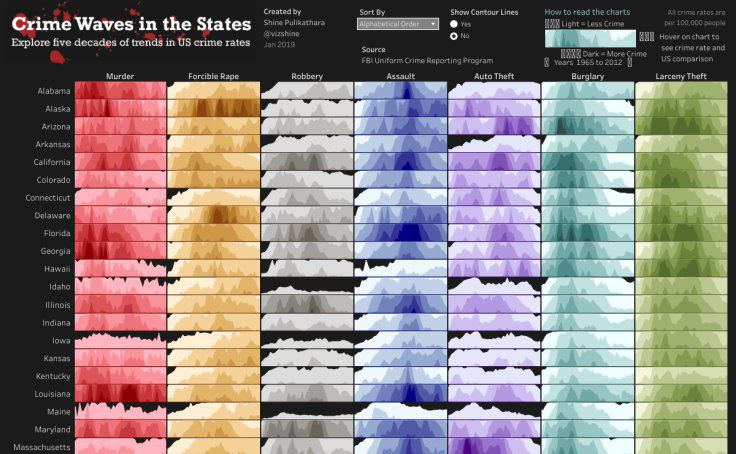 Crime Waves in the States
Explore five decades of trends in US crime rates
Created by
Shine Pulikathara
@vizshine
Jan 2019
Sort By
Alphabetical Order
Source
FBI Uniform Crime Reporting Program
Show Contour Lines
Yes
No
How to read the charts
Light = Less Crime
Dark = More Crime
Years 1965 to 2012
All crime rates are
per 100,000 people
Hover on chart to
see crime rate and
US comparison
Murder Forcible Rape Robbery Assault Auto Theft Burglary Larceny Theft
Alabama
Alaska
Arizona
Arkansas
California
Colorado
Connecticut
Delaware
Florida
Georgia
Hawaii
Idaho
Illinois
Indiana
Iowa
Kansas
Kentucky
Louisiana
Maine
Maryland
Massachusetts